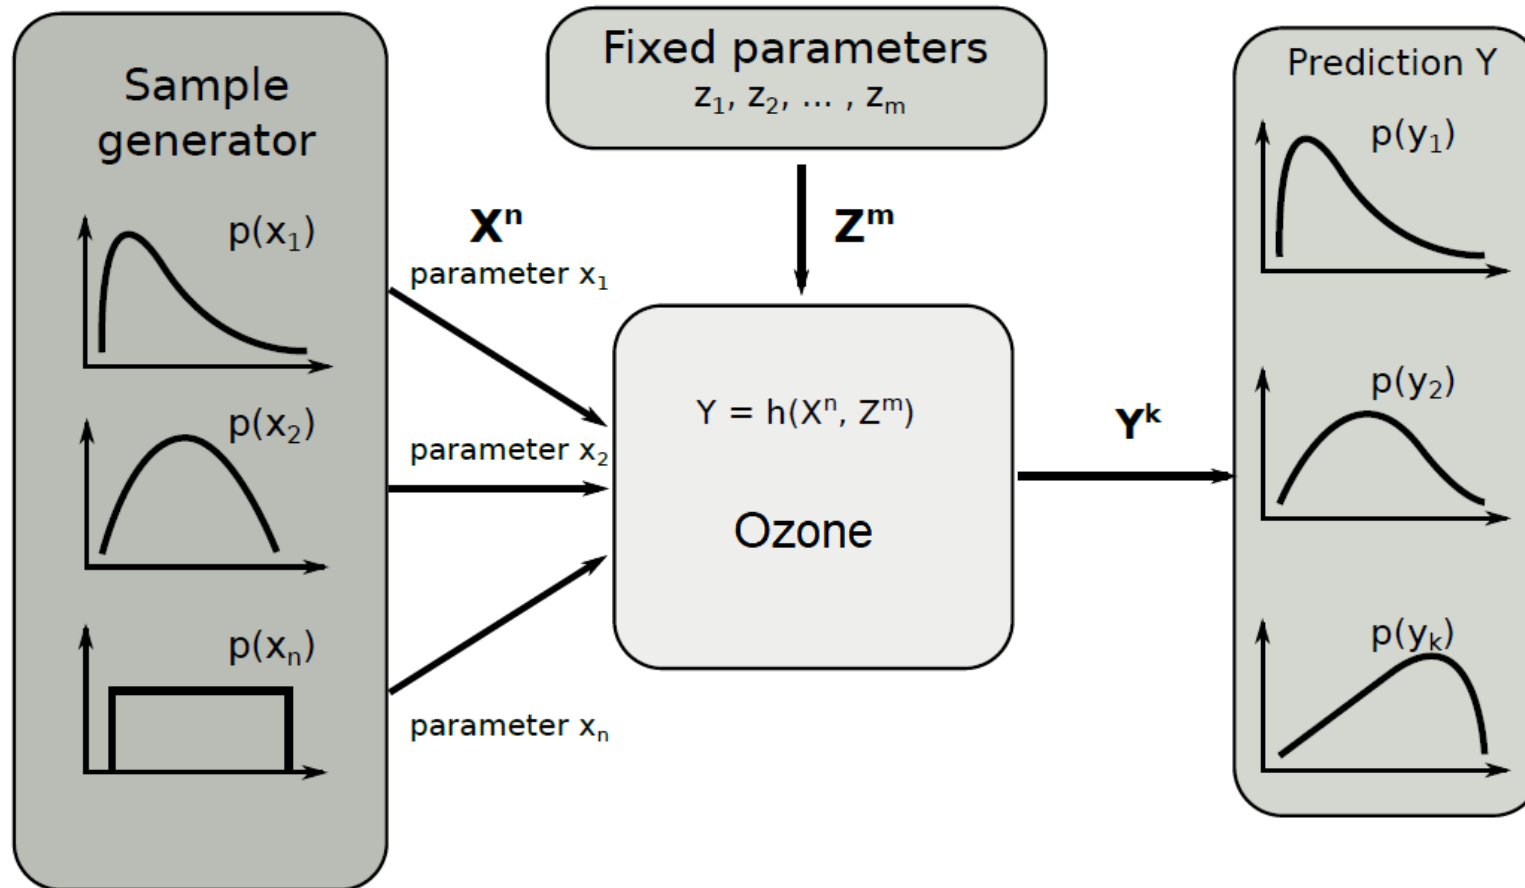 Sample
generator
p(x₁)
p(x₂)
p(xₙ)
Xⁿ
parameter x₁
parameter x₂
parameter xₙ
Fixed parameters
z₁, z₂, ... , zₘ
Zᵐ
Y = h(Xⁿ, Zᵐ)
Ozone
Yᵏ
Prediction Y
p(y₁)
p(y₂)
p(yₖ)